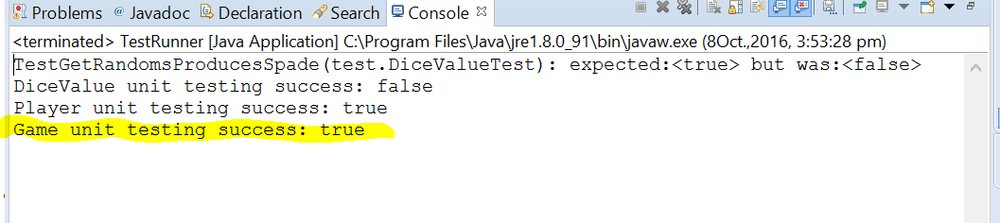 Problems @ Javadoc Declaration Search Console
<terminated> TestRunner [Java Application] C:\Program Files\Java\jre1.8.0_91\bin\javaw.exe (8Oct.,2016, 3:53:28 pm)
TestGetRandomsProducesSpade(test.DiceValueTest): expected:<true> but was:<false>
DiceValue unit testing success: false
Player unit testing success: true
Game unit testing success: true